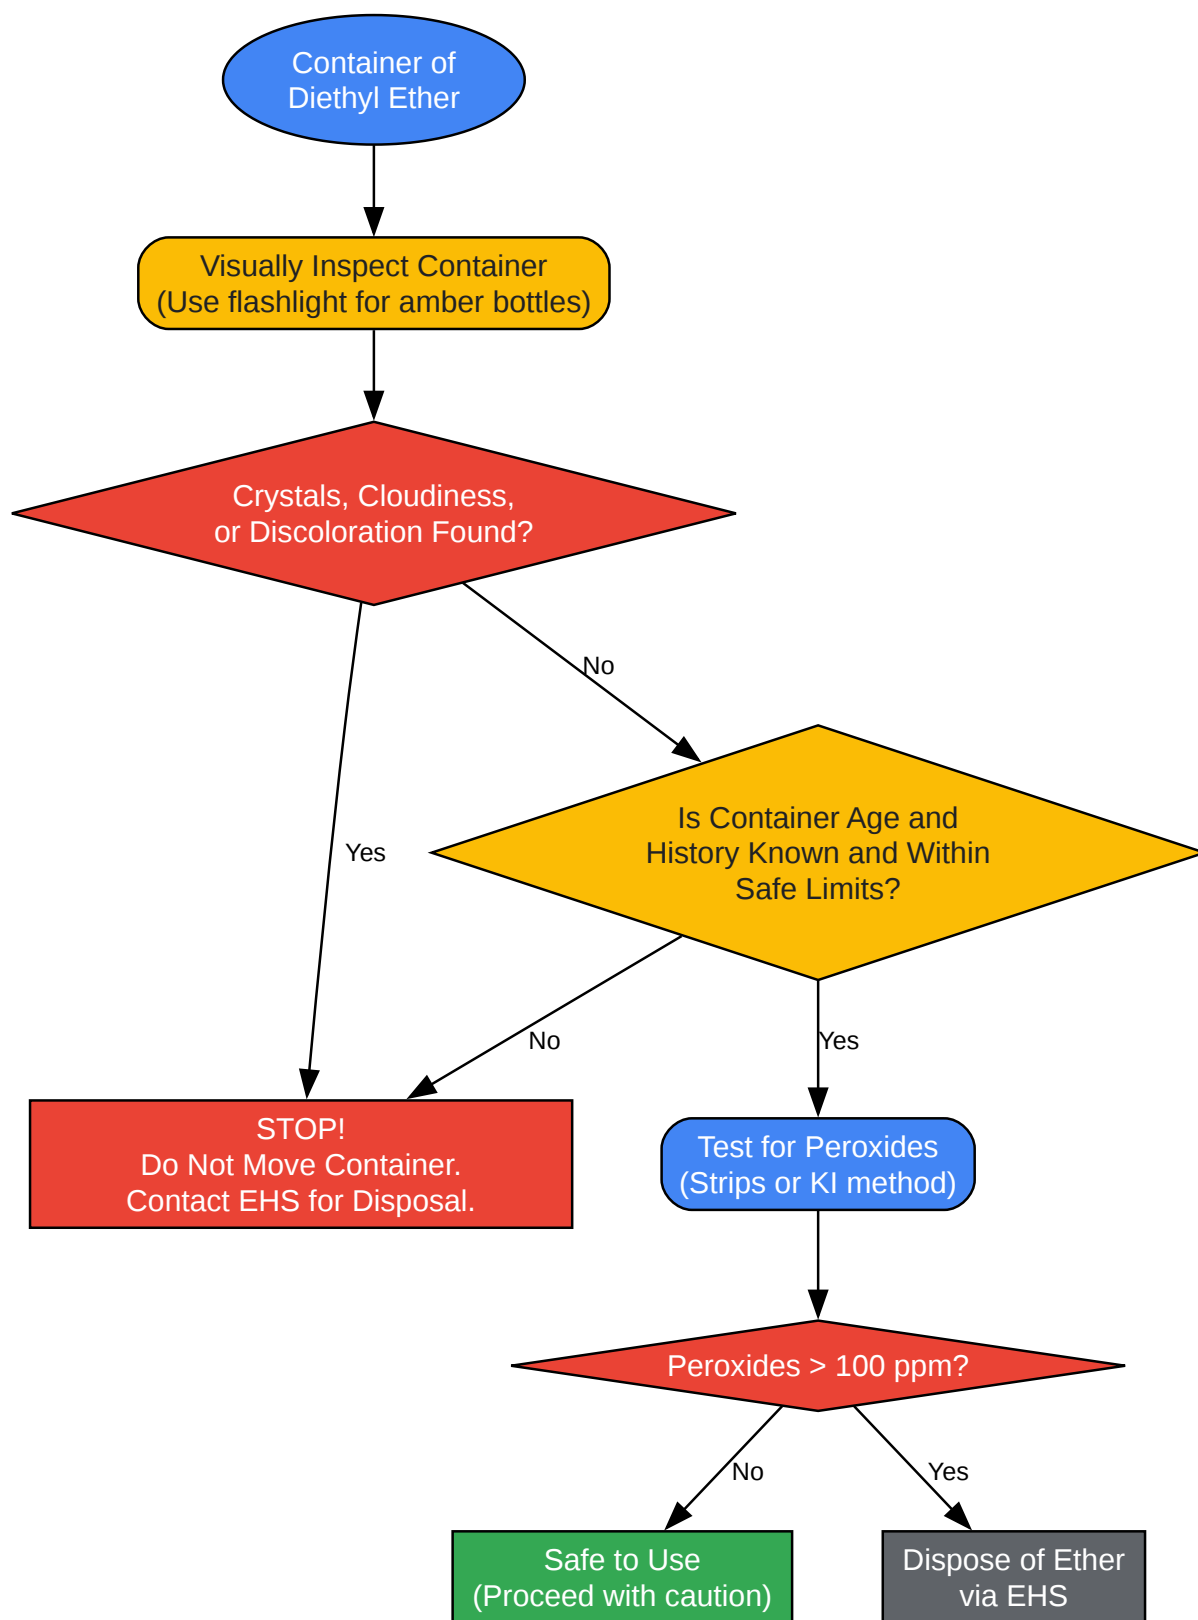 Container of
Diethyl Ether
Visually Inspect Container
(Use flashlight for amber bottles)
Crystals, Cloudiness,
or Discoloration Found?
No
Is Container Age and
History Known and Within
Safe Limits?
Yes
No
Yes
STOP!
Do Not Move Container.
Contact EHS for Disposal.
Test for Peroxides
(Strips or KI method)
Peroxides > 100 ppm?
No
Yes
Safe to Use
(Proceed with caution)
Dispose of Ether
via EHS